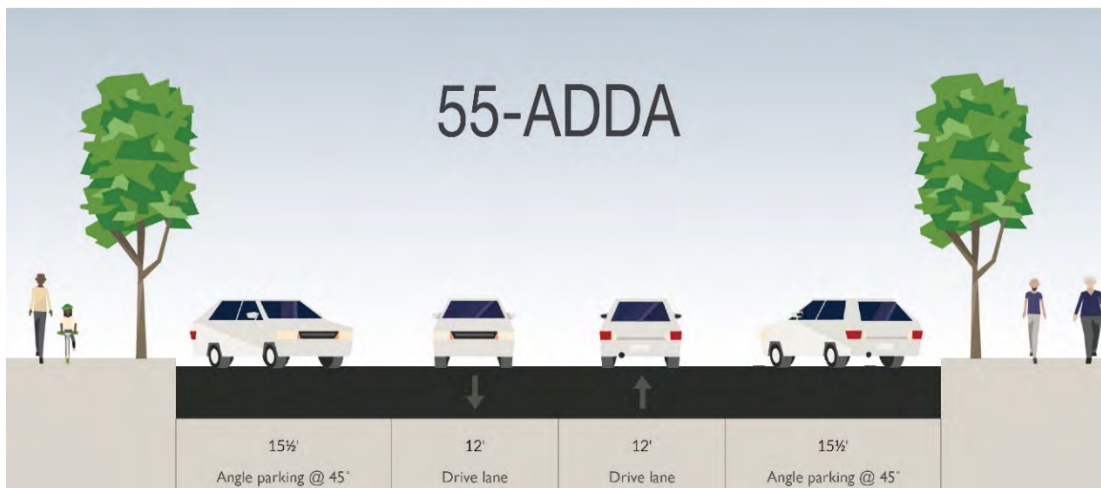 55-ADDA
15½' 12' 12' 15½'
Angle parking @ 45° Drive lane Drive lane Angle parking @ 45°